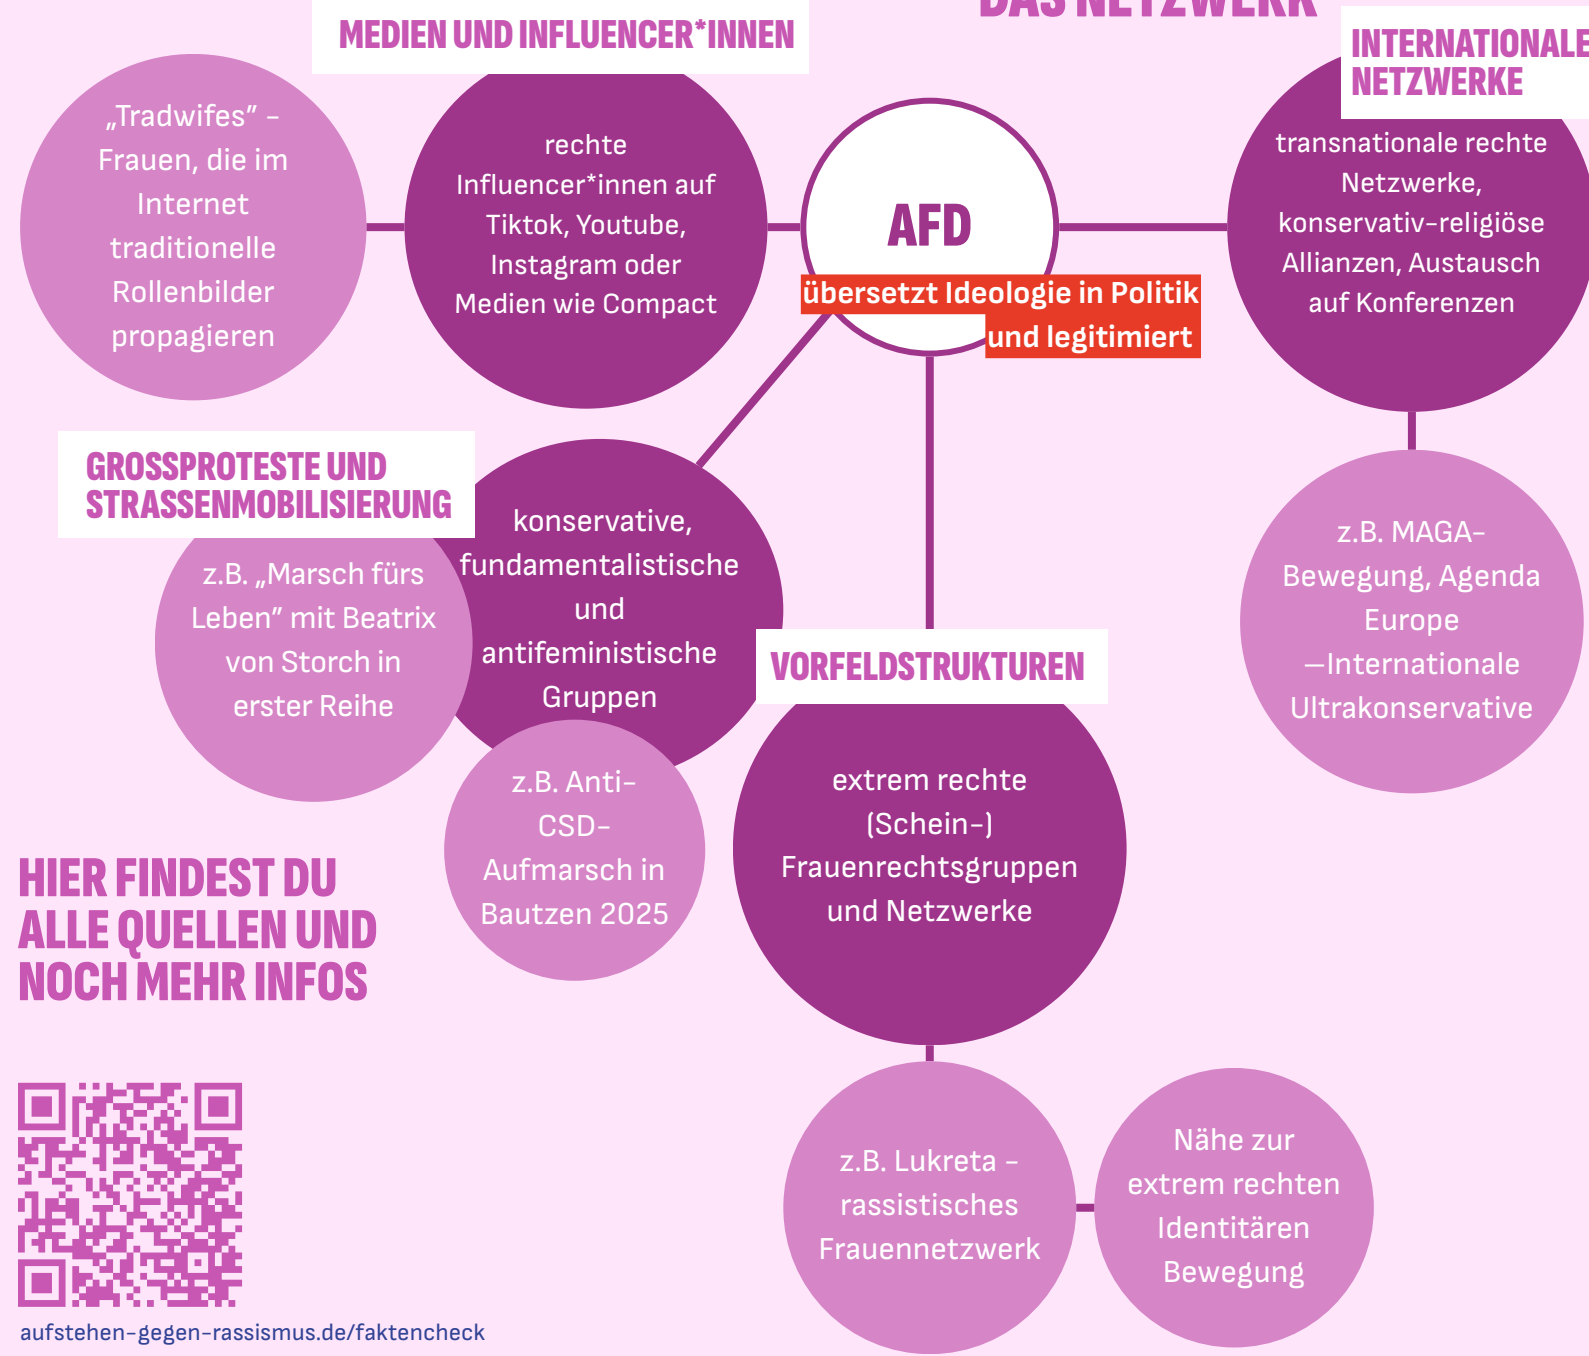 DAS NETZWERK
MEDIEN UND INFLUENCER*INNEN
„Tradwifes” -
Frauen, die im
Internet
traditionelle
Rollenbilder
propagieren
rechte
Influencer*innen auf
Tiktok, Youtube,
Instagram oder
Medien wie Compact
AFD
übersetzt Ideologie in Politik
und legitimiert
INTERNATIONALE
NETZWERKE
transnationale rechte
Netzwerke,
konservativ-religiöse
Allianzen, Austausch
auf Konferenzen
z.B. MAGA-
Bewegung, Agenda
Europe
—Internationale
Ultrakonservative
GROSSPROTESTE UND
STRASSENMOBILISIERUNG
z.B. „Marsch fürs
Leben” mit Beatrix
von Storch in
erster Reihe
konservative,
fundamentalistische
und
antifeministische
Gruppen
z.B. Anti-
CSD-
Aufmarsch in
Bautzen 2025
VORFELDSTRUKTUREN
extrem rechte
(Schein-)
Frauenrechtsgruppen
und Netzwerke
z.B. Lukreta -
rassistisches
Frauennetzwerk
Nähe zur
extrem rechten
Identitären
Bewegung
HIER FINDEST DU
ALLE QUELLEN UND
NOCH MEHR INFOS
aufstehen-gegen-rassismus.de/faktencheck